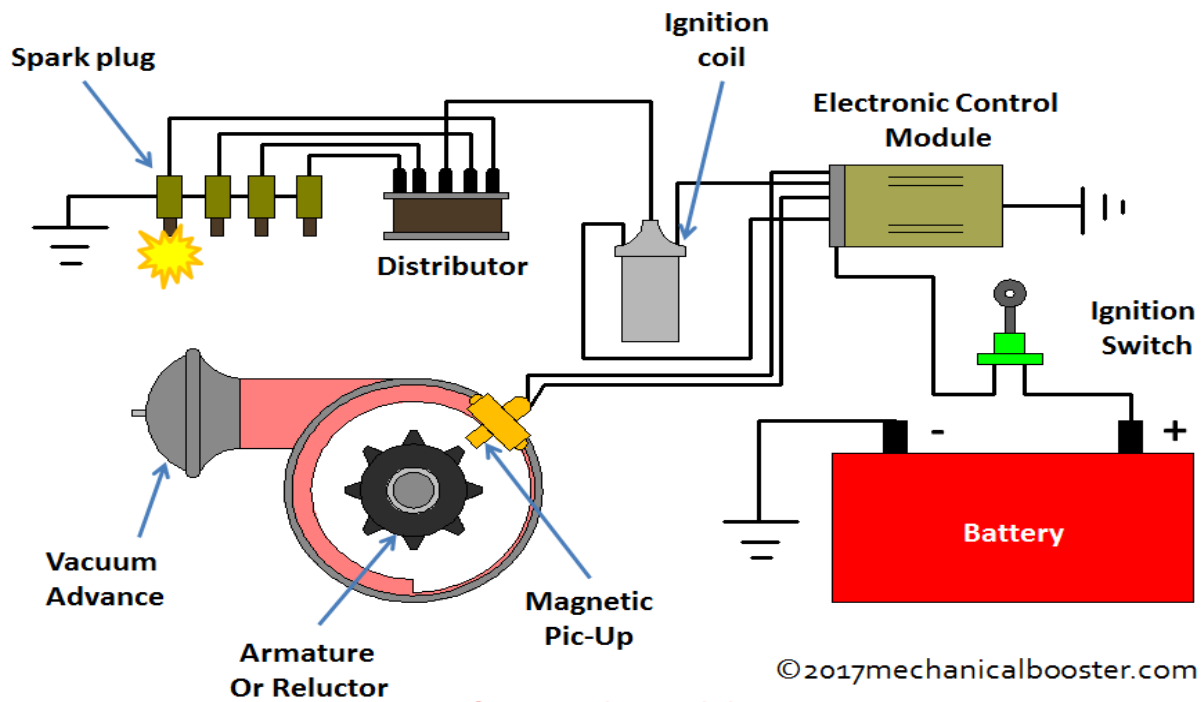 Ignition
coil
Spark plug
Electronic Control
Module
Distributor
Ignition
Switch
-
+
Battery
Vacuum
Advance
Magnetic
Pic-Up
Armature
Or Reluctor
©2017mechanicalbooster.com